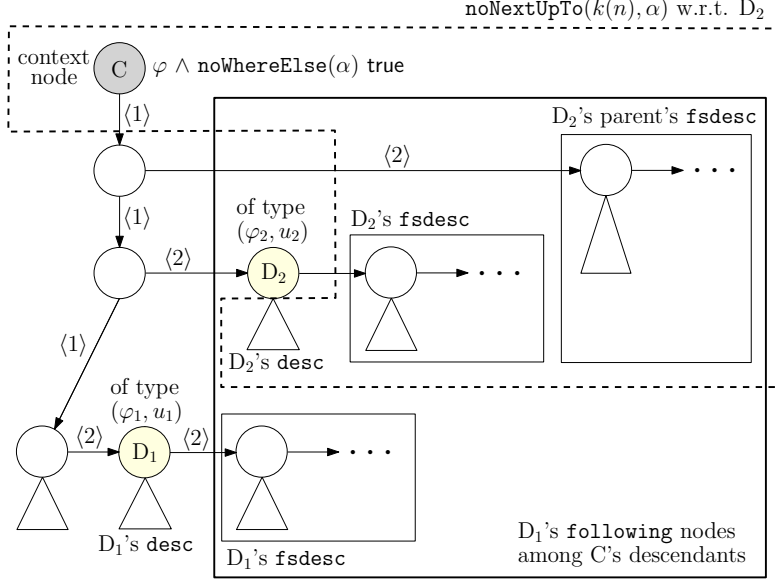 noNextUpTo(k(n), α) w.r.t. D₂
context
node
C
φ ∧ noWhereElse(α) true
⟨1⟩
D₂'s parent's fsdesc
⟨2⟩
· · ·
⟨1⟩
of type
(φ₂, u₂)
D₂'s fsdesc
⟨2⟩
D₂
· · ·
⟨1⟩
D₂'s desc
of type
(φ₁, u₁)
⟨2⟩
D₁
⟨2⟩
· · ·
D₁'s desc
D₁'s fsdesc
D₁'s following nodes
among C's descendants